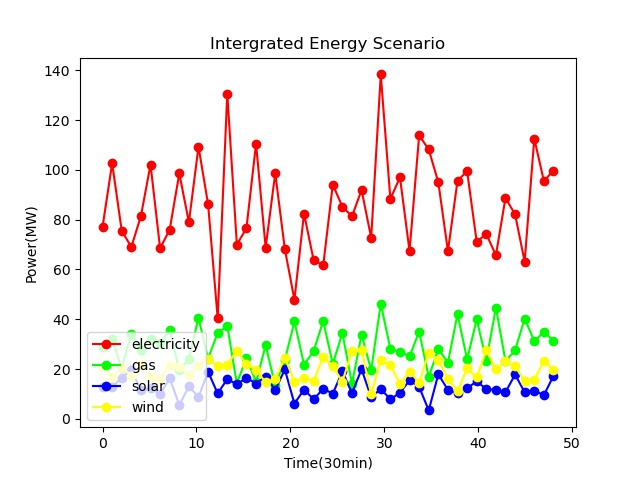 Intergrated Energy Scenario
Power(MW)
140
120
100
80
60
40
20
0
electricity
gas
solar
wind
0 10 20 30 40 50
Time(30min)